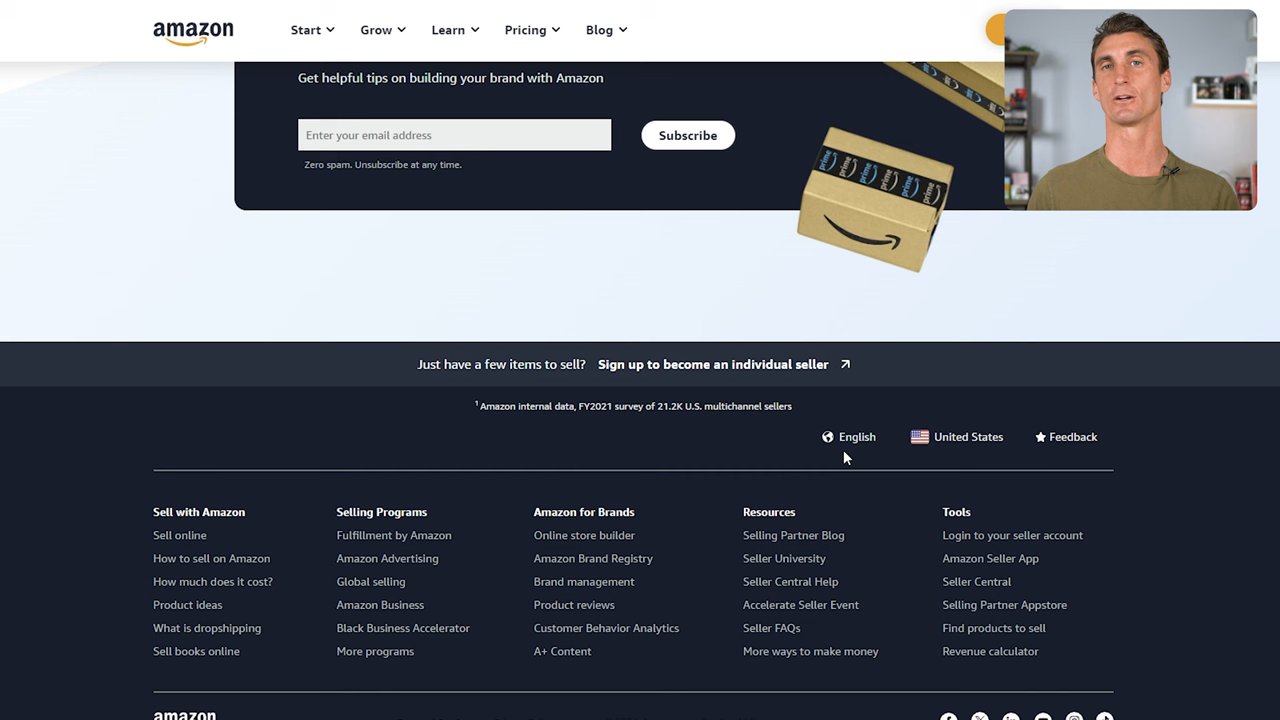 amazon
Start
Grow
Learn
Pricing
Blog
Get helpful tips on building your brand with Amazon
Enter your email address
Subscribe
Zero spam. Unsubscribe at any time.
prime prime prime prime prime prime
Just have a few items to sell? Sign up to become an individual seller
1 Amazon internal data, FY2021 survey of 21.2K U.S. multichannel sellers
English
United States
Feedback
Sell with Amazon
Sell online
How to sell on Amazon
How much does it cost?
Product ideas
What is dropshipping
Sell books online
Selling Programs
Fulfillment by Amazon
Amazon Advertising
Global selling
Amazon Business
Black Business Accelerator
More programs
Amazon for Brands
Online store builder
Amazon Brand Registry
Brand management
Product reviews
Customer Behavior Analytics
A+ Content
Resources
Selling Partner Blog
Seller University
Seller Central Help
Accelerate Seller Event
Seller FAQs
More ways to make money
Tools
Login to your seller account
Amazon Seller App
Seller Central
Selling Partner Appstore
Find products to sell
Revenue calculator
amazon